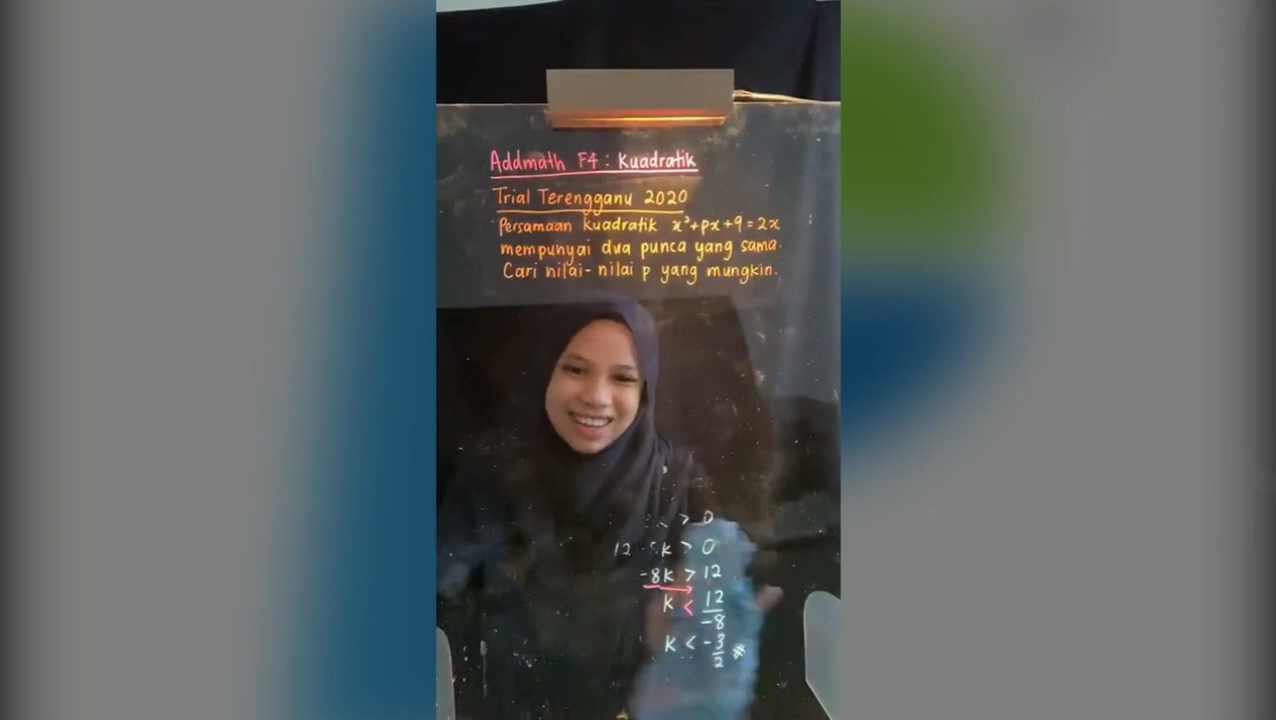 Addmath F4 : Kuadratik
Trial Terengganu 2020
Persamaan kuadratik x²+px+9=2x
mempunyai dua punca yang sama.
Cari nilai-nilai p yang mungkin.
> 0
12 k > 0
-8k > 12
k < 12/-8
k < -3/2 *